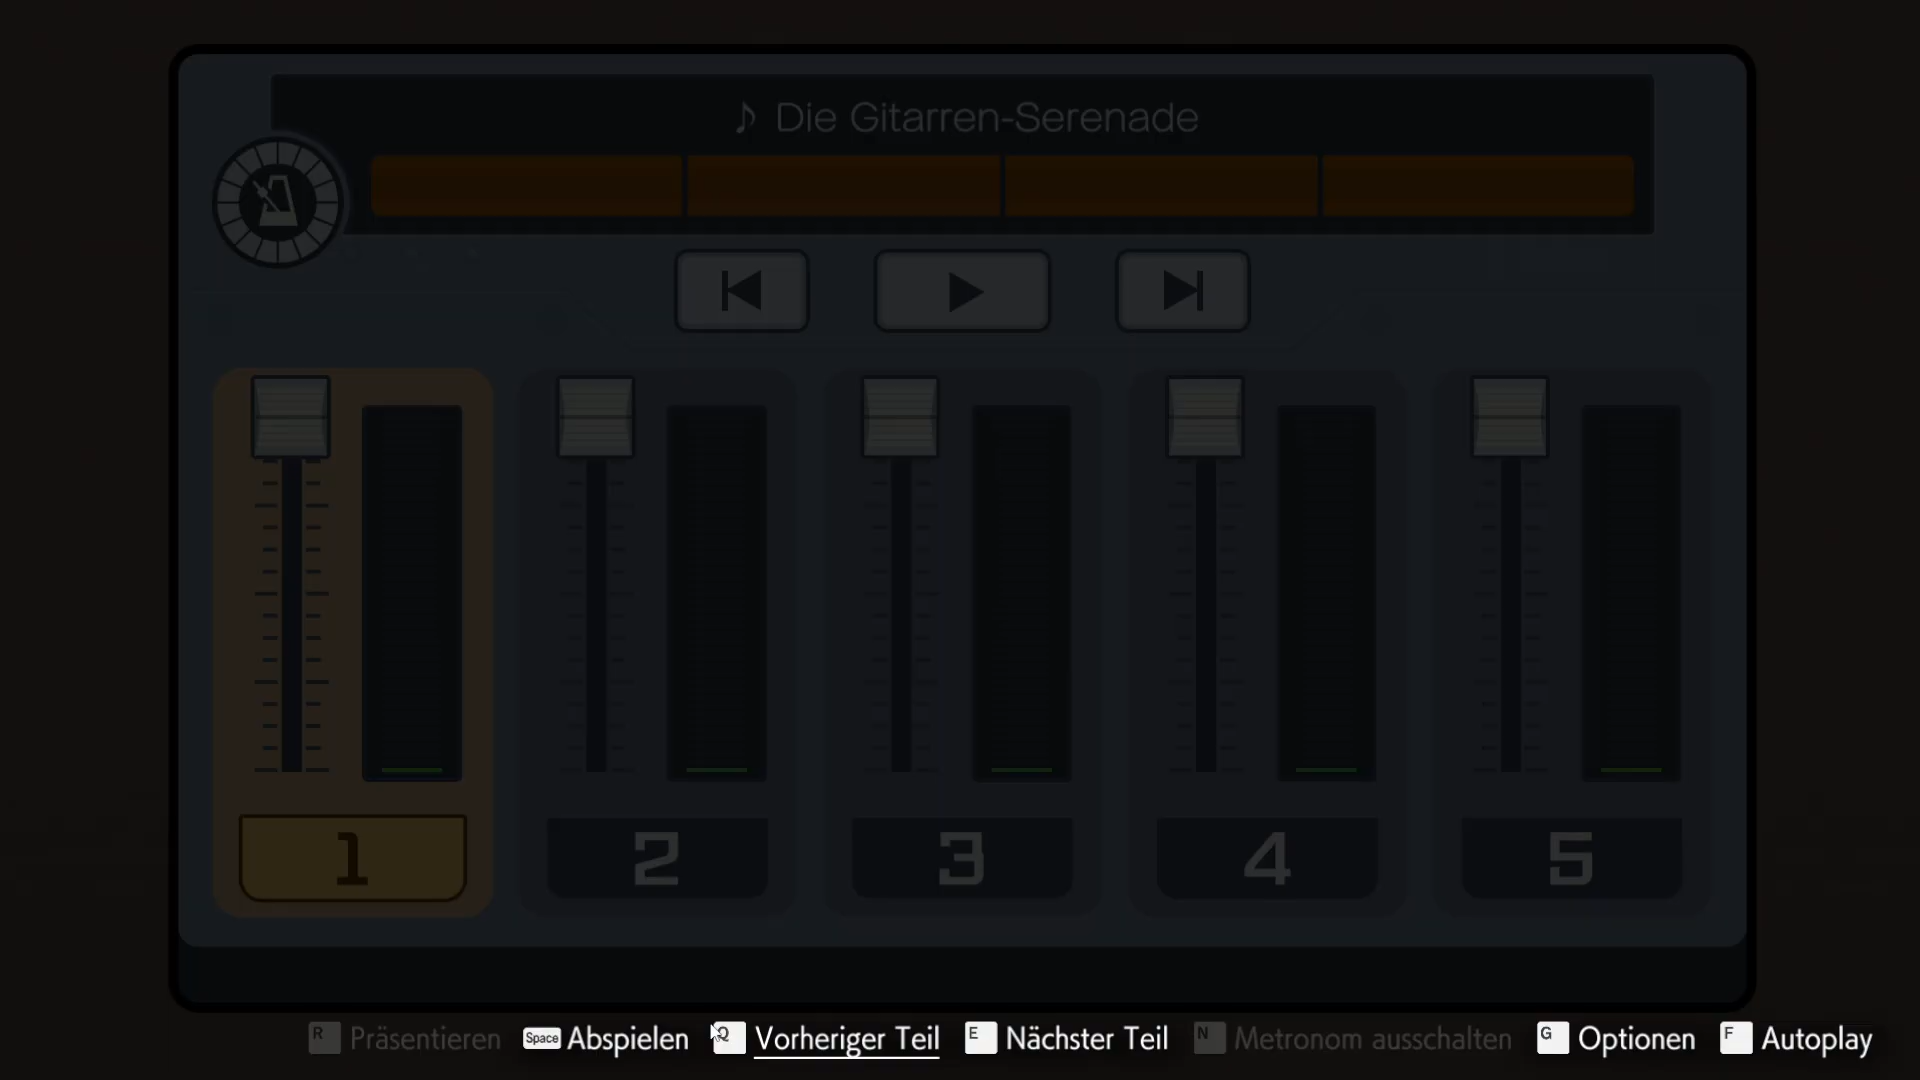 ♪ Die Gitarren-Serenade
1 2 3 4 5
R Präsentieren Space Abspielen Q Vorheriger Teil E Nächster Teil N Metronom ausschalten G Optionen F Autoplay